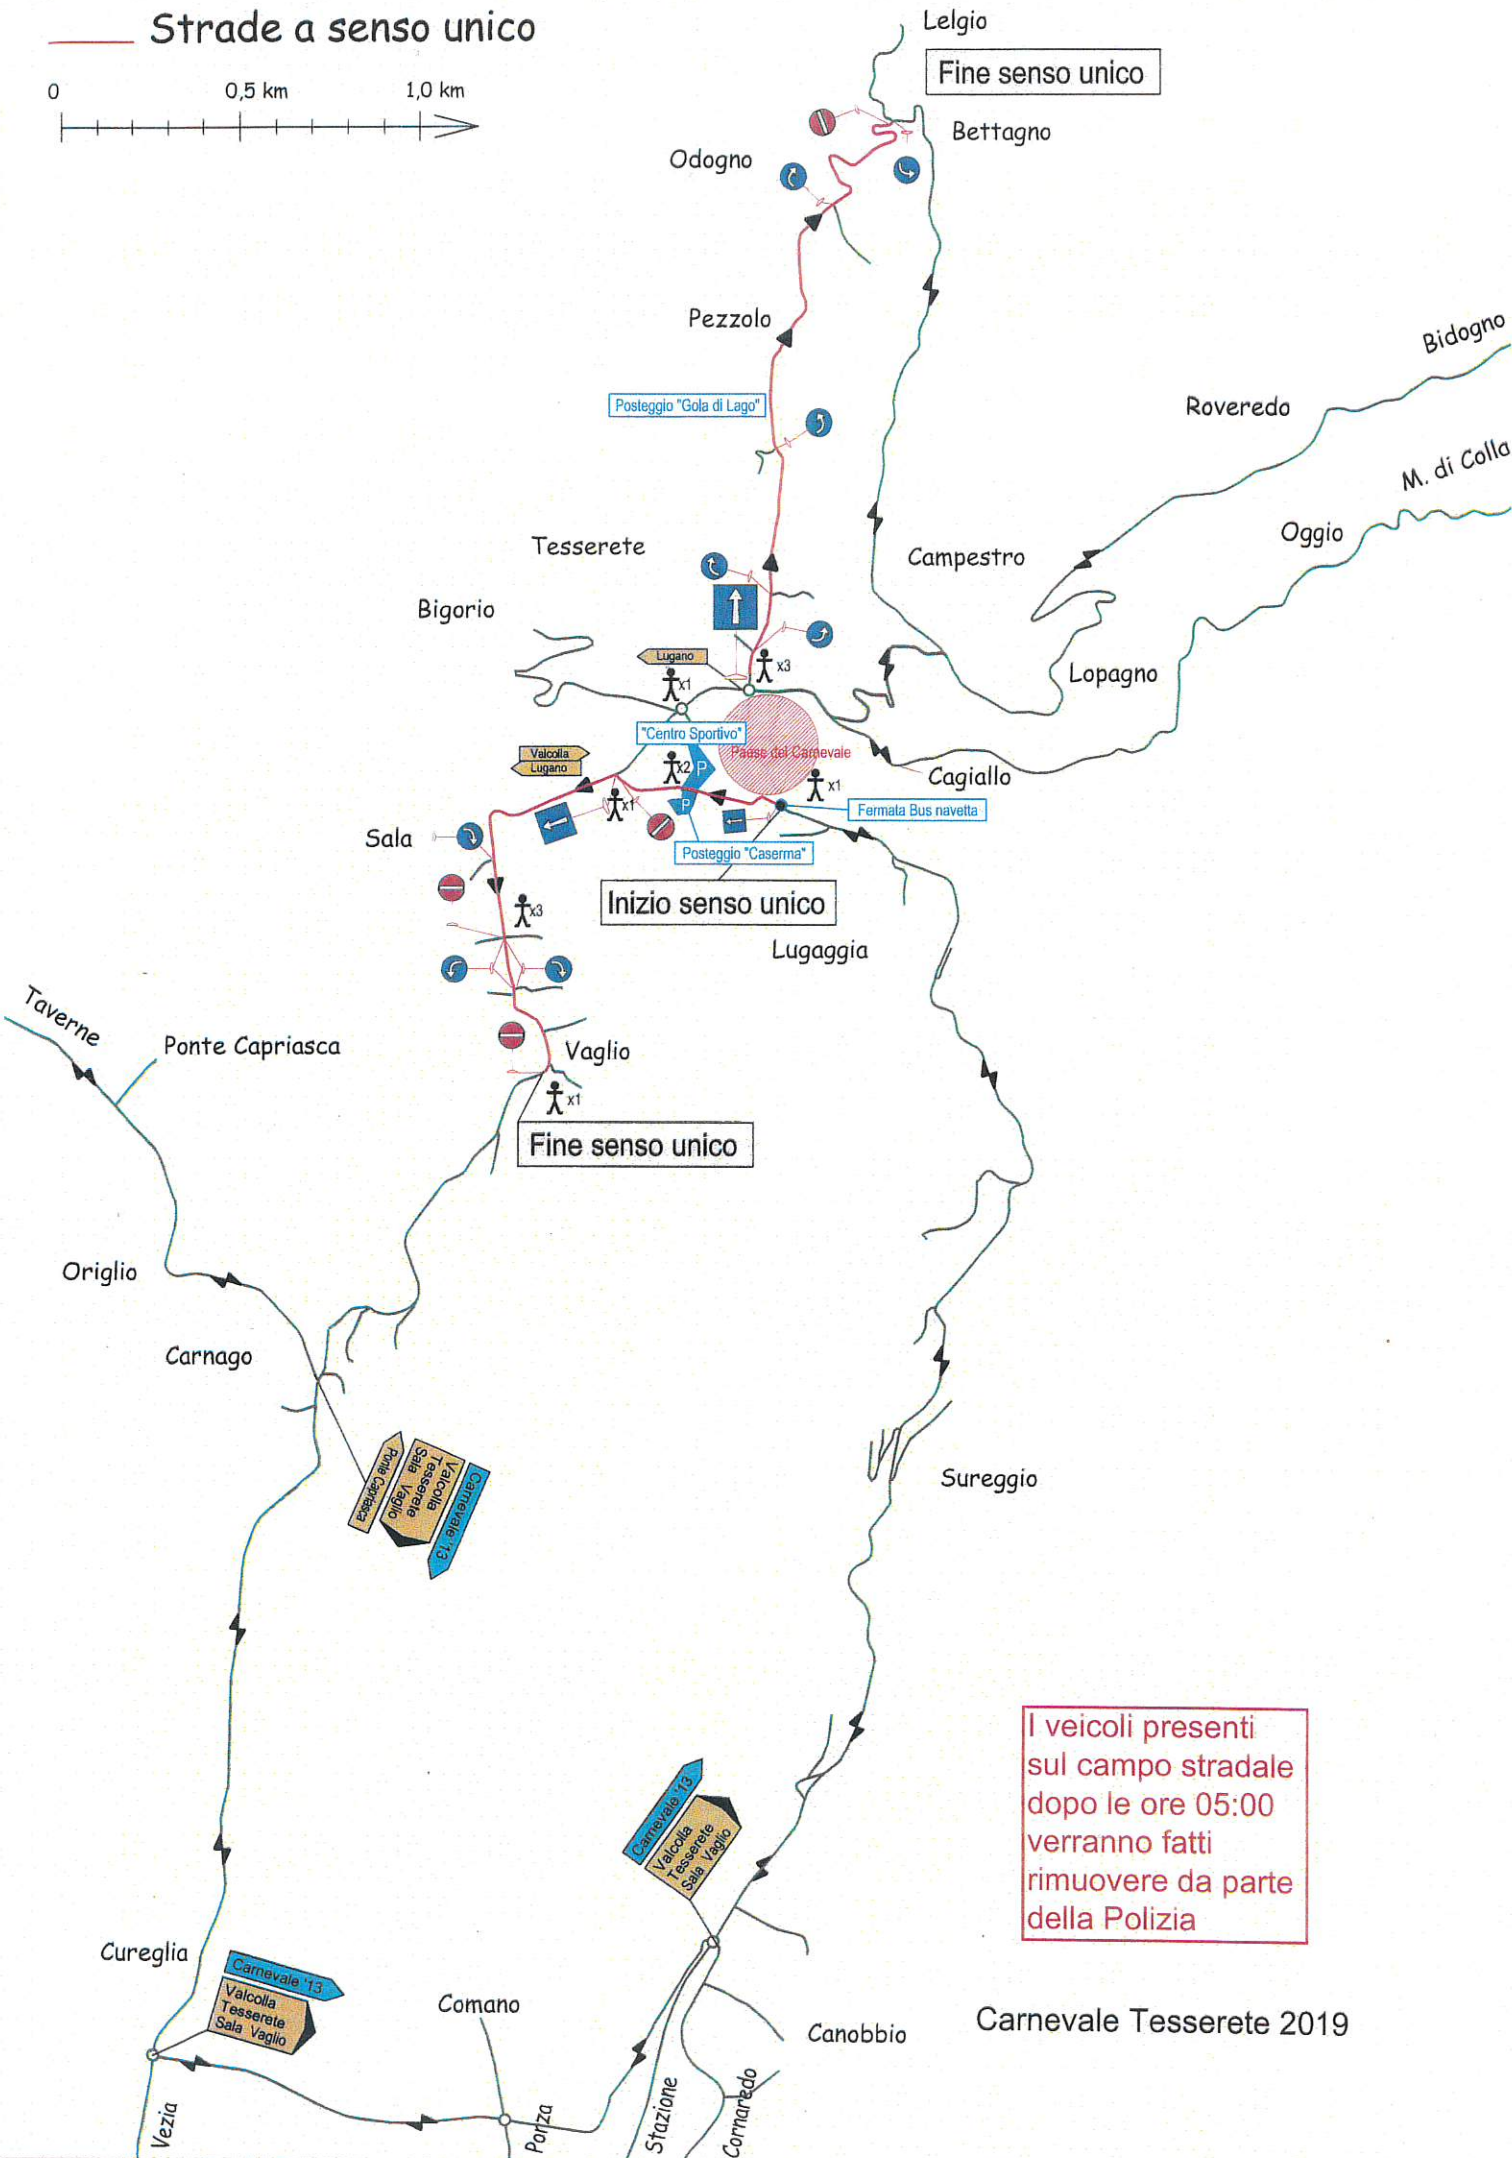 Strade a senso unico
0
0,5 km
1,0 km
Lelgio
Fine senso unico
Bettagno
Odogno
Pezzolo
Bidogno
Posteggio "Gola di Lago"
Roveredo
M. di Colla
Oggio
Tesserete
Campestro
Bigorio
Lugano
x3
x1
Lopagno
"Centro Sportivo"
Paese del Carnevale
Valcolla
Lugano
x2
P
Cagiallo
x1
x1
P
Fermata Bus navetta
Sala
Posteggio "Caserma"
Inizio senso unico
x3
Lugaggia
Taverne
Ponte Capriasca
Vaglio
x1
Fine senso unico
Origlio
Carnago
Ponte Capriasca
Valcolla
Tesserete
Sala Vaglio
Carnevale '13
Sureggio
I veicoli presenti
sul campo stradale
dopo le ore 05:00
verranno fatti
rimuovere da parte
della Polizia
Carnevale '13
Valcolla
Tesserete
Sala Vaglio
Cureglia
Carnevale '13
Valcolla
Tesserete
Sala Vaglio
Comano
Canobbio
Carnevale Tesserete 2019
Vezia
Porza
Stazione
Cornaredo